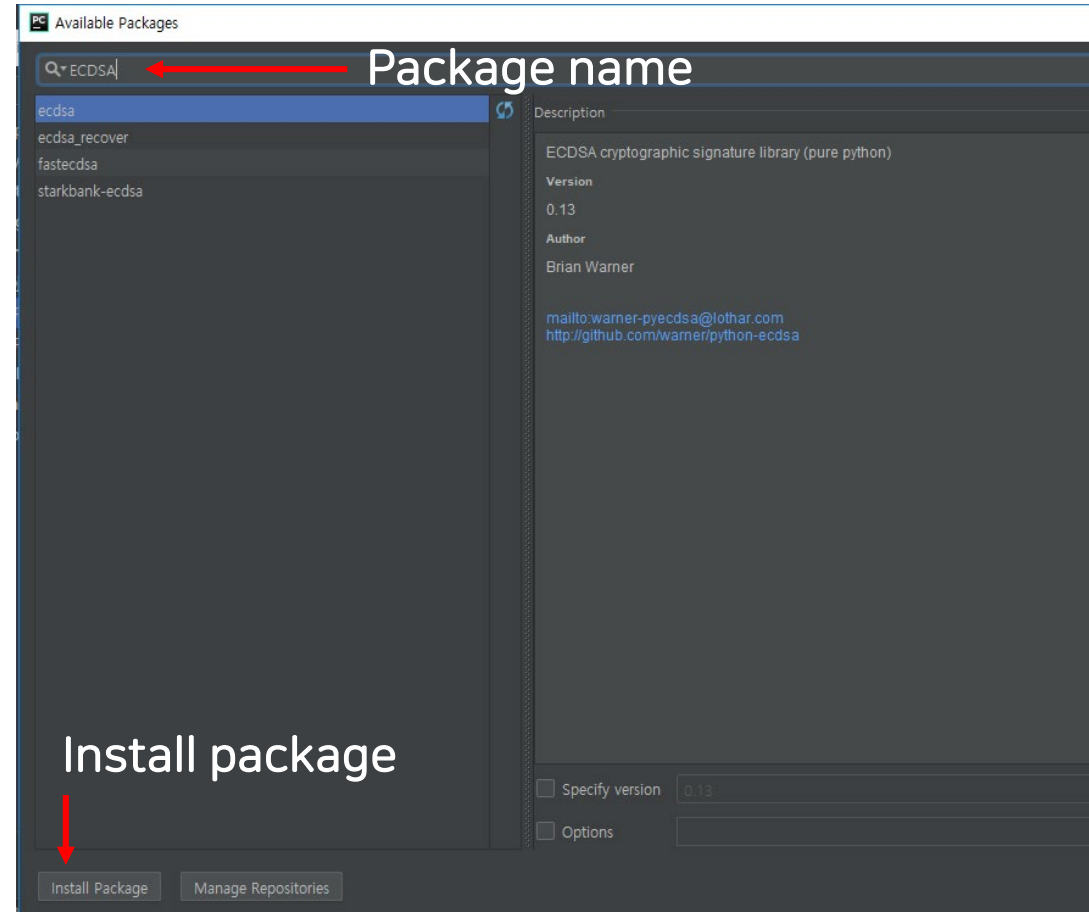 PC Available Packages
ECDSA
Package name
ecdsa
ecdsa_recover
fastecdsa
starkbank-ecdsa
Description
ECDSA cryptographic signature library (pure python)
Version
0.13
Author
Brian Warner
mailto:warner-pyecdsa@lothar.com
http://github.com/warner/python-ecdsa
Install package
Specify version 0.13
Options
Install Package Manage Repositories